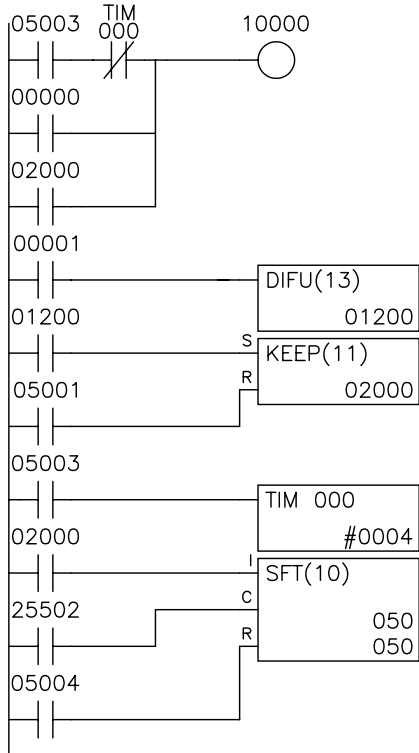 05003 TIM 000 10000
00000
02000
00001
DIFU(13)
01200 01200
S KEEP(11)
05001 R 02000
05003
TIM 000
02000 #0004
I SFT(10)
25502 C 050
R 050
05004